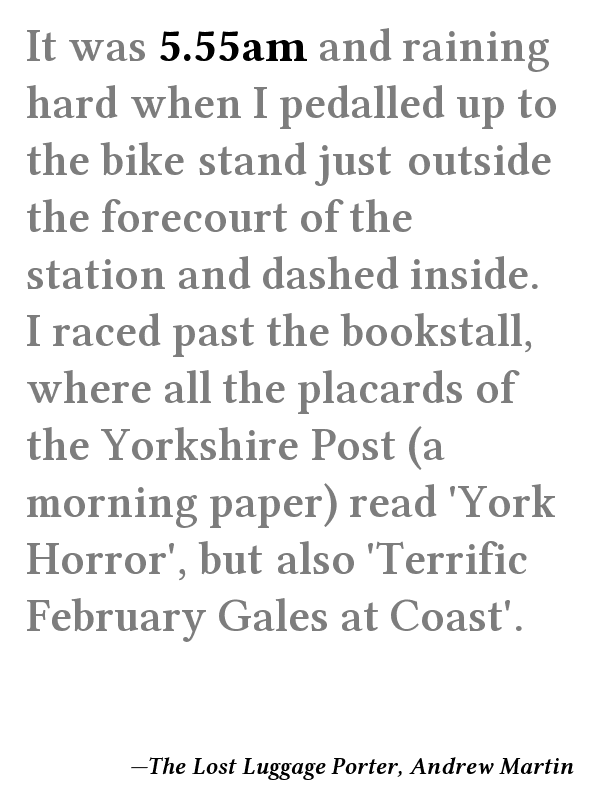 It was 5.55am and raining
hard when I pedalled up to
the bike stand just outside
the forecourt of the
station and dashed inside.
I raced past the bookstall,
where all the placards of
the Yorkshire Post (a
morning paper) read 'York
Horror', but also 'Terrific
February Gales at Coast'.
—The Lost Luggage Porter, Andrew Martin